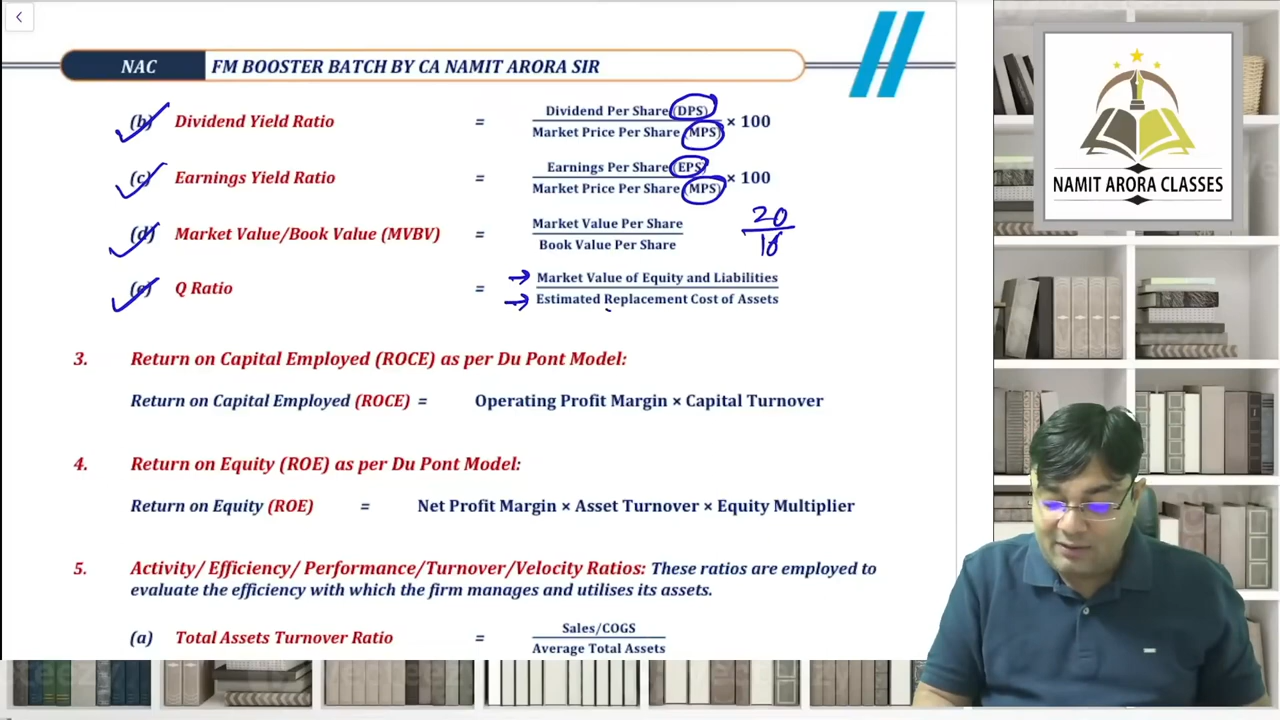 NAC FM BOOSTER BATCH BY CA NAMIT ARORA SIR
(b) Dividend Yield Ratio = Dividend Per Share (DPS)
Market Price Per Share (MPS) × 100
(c) Earnings Yield Ratio = Earnings Per Share (EPS)
Market Price Per Share (MPS) × 100
(d) Market Value/Book Value (MVBV) = Market Value Per Share
Book Value Per Share
20
10
(e) Q Ratio = → Market Value of Equity and Liabilities
→ Estimated Replacement Cost of Assets
3. Return on Capital Employed (ROCE) as per Du Pont Model:
Return on Capital Employed (ROCE) = Operating Profit Margin × Capital Turnover
4. Return on Equity (ROE) as per Du Pont Model:
Return on Equity (ROE) = Net Profit Margin × Asset Turnover × Equity Multiplier
5. Activity/ Efficiency/ Performance/Turnover/Velocity Ratios: These ratios are employed to
evaluate the efficiency with which the firm manages and utilises its assets.
(a) Total Assets Turnover Ratio = Sales/COGS
Average Total Assets
NAMIT ARORA CLASSES